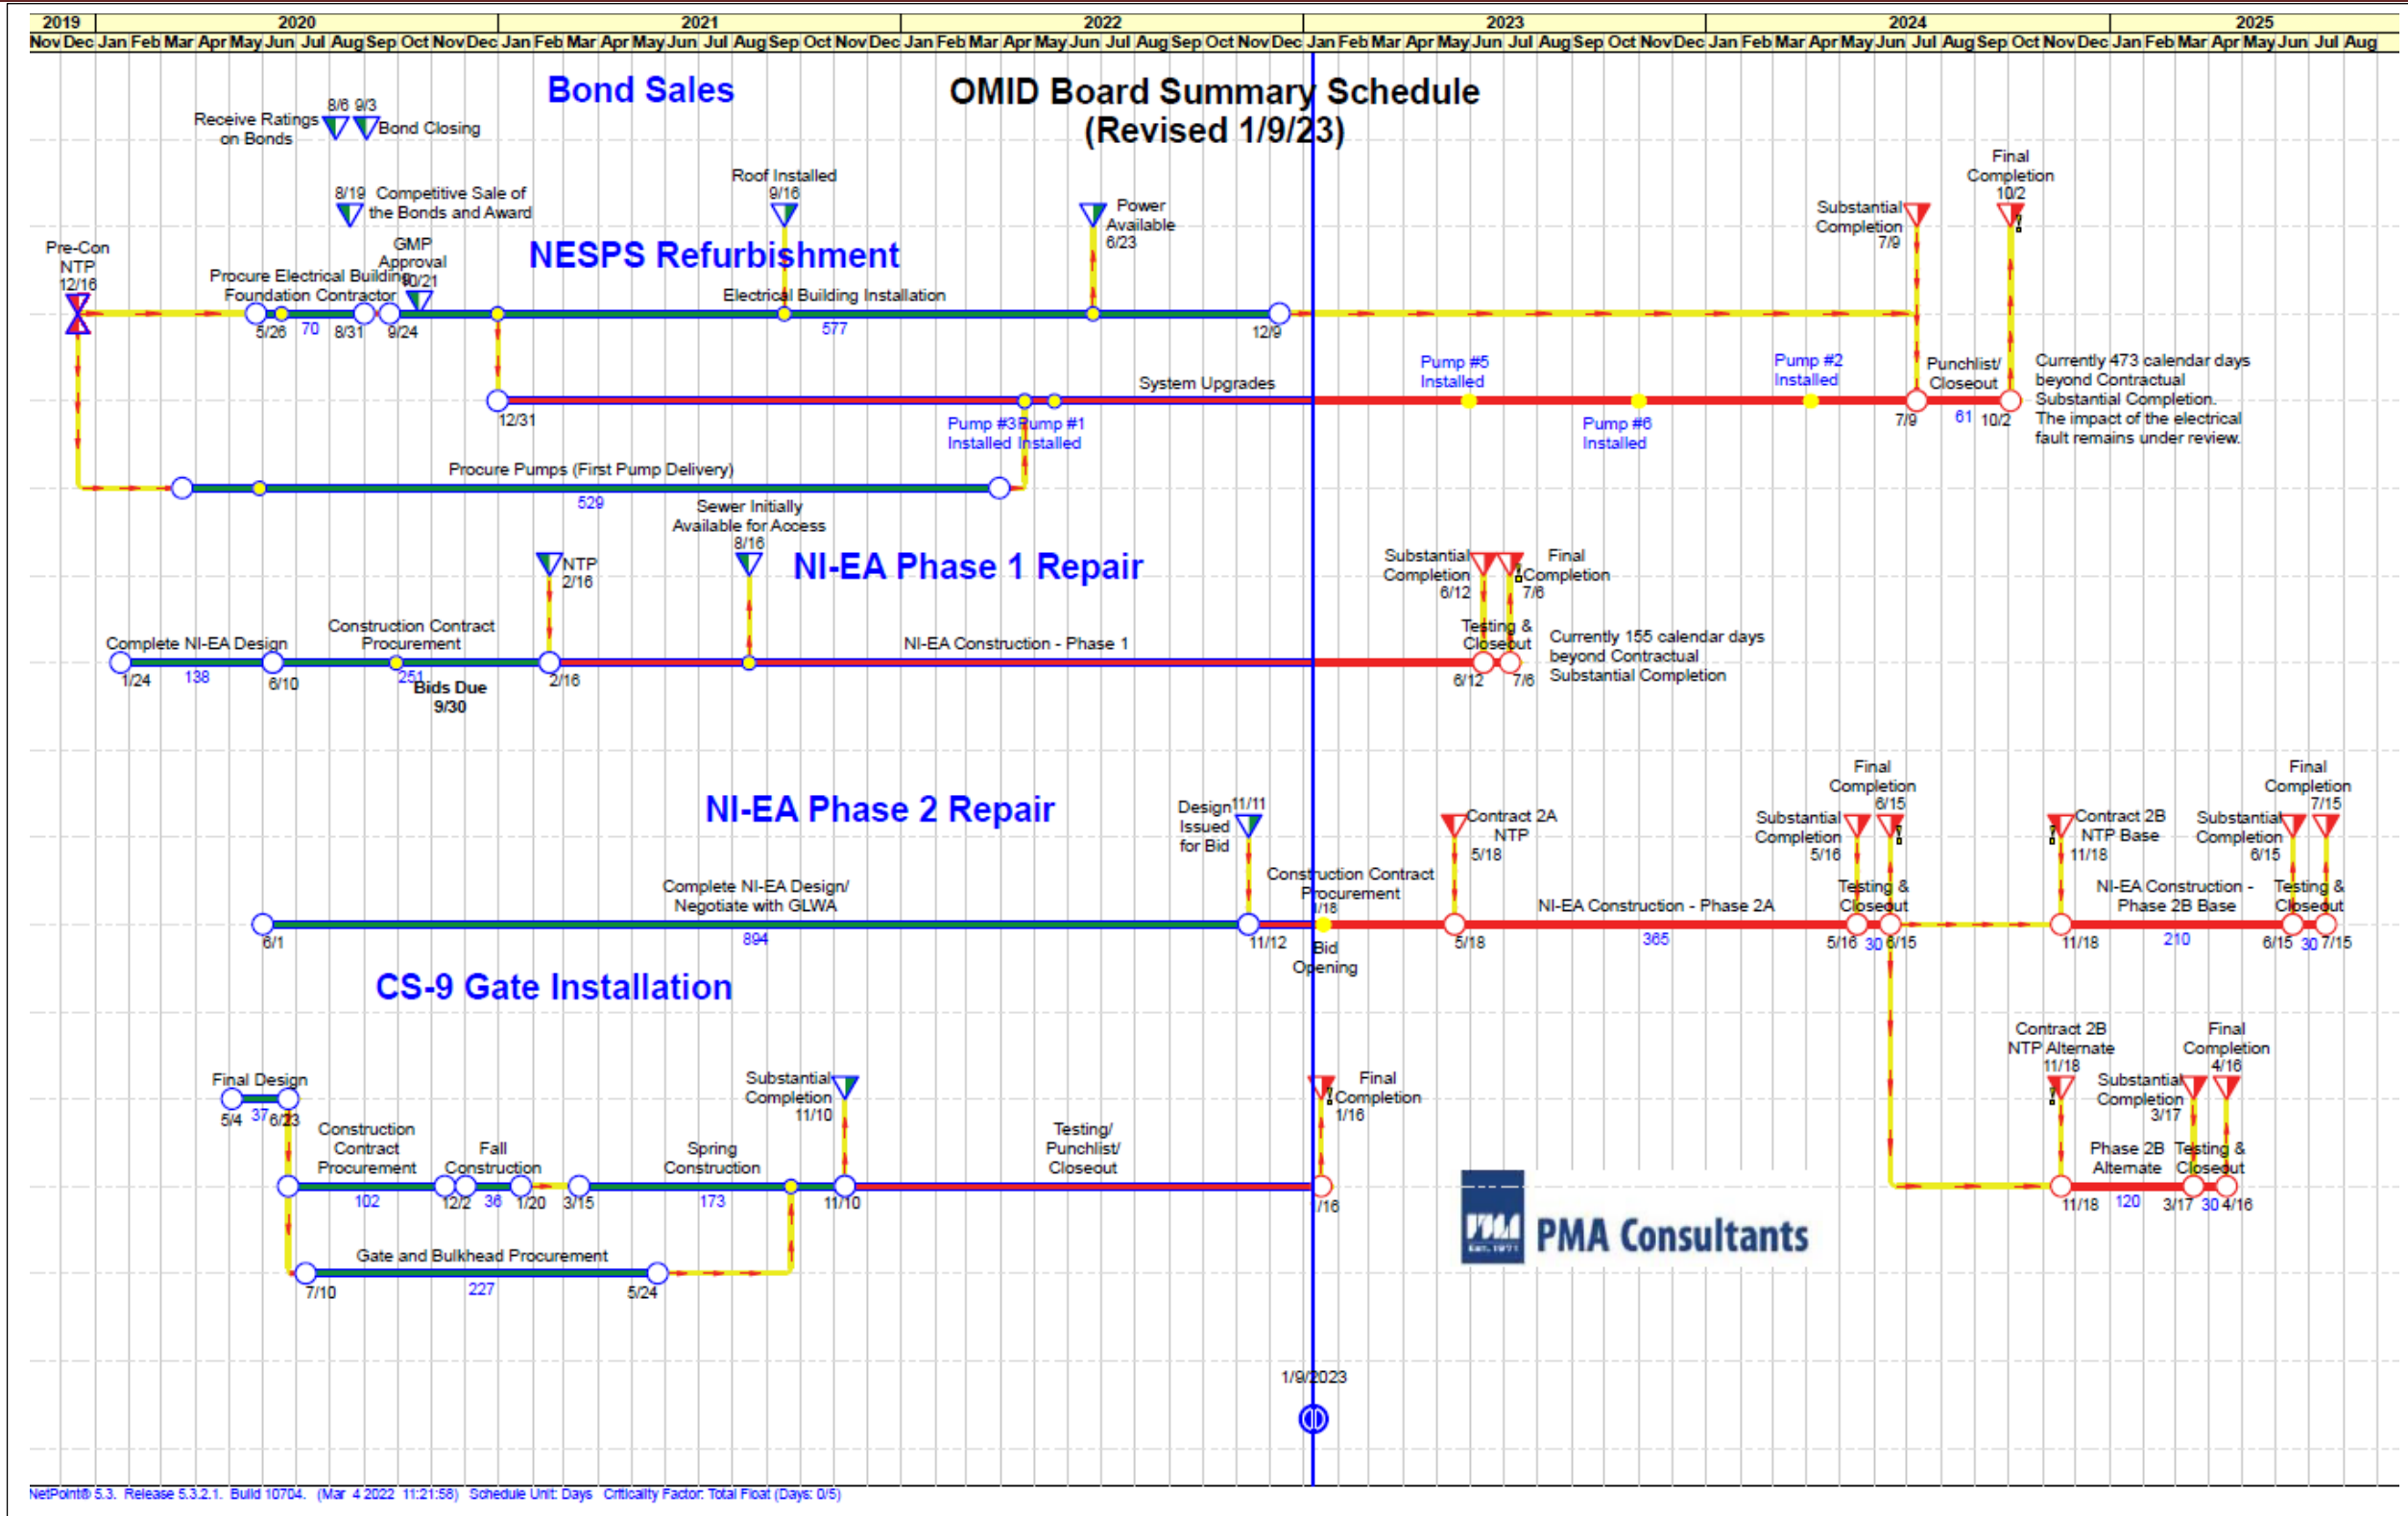 2019 2020 2021 2022 2023 2024 2025
Nov Dec Jan Feb Mar Apr May Jun Jul Aug Sep Oct Nov Dec Jan Feb Mar Apr May Jun Jul Aug Sep Oct Nov Dec Jan Feb Mar Apr May Jun Jul Aug Sep Oct Nov Dec Jan Feb Mar Apr May Jun Jul Aug Sep Oct Nov Dec Jan Feb Mar Apr May Jun Jul Aug Sep Oct Nov Dec Jan Feb Mar Apr May Jun Jul Aug
Bond Sales
OMID Board Summary Schedule
(Revised 1/9/23)
8/6 9/3
Receive Ratings
on Bonds
Bond Closing
8/19 Competitive Sale of
the Bonds and Award
Roof Installed
9/16
Power
Available
6/23
Substantial
Completion
7/9
Final
Completion
10/2
Pre-Con
NTP
12/16
GMP
Approval
10/21
NESPS Refurbishment
Procure Electrical Building
Foundation Contractor
Electrical Building Installation
5/26 70 8/31 9/24 577 12/9
System Upgrades
Pump #5
Installed
Pump #2
Installed
Punchlist/
Closeout
Currently 473 calendar days
beyond Contractual
Substantial Completion.
The impact of the electrical
fault remains under review.
12/31
Pump #3
Installed
Pump #1
Installed
Pump #6
Installed
7/9 61 10/2
Procure Pumps (First Pump Delivery)
529
Sewer Initially
Available for Access
8/16
NTP
2/16
NI-EA Phase 1 Repair
Substantial
Completion
6/12
Final
Completion
7/6
Complete NI-EA Design
Construction Contract
Procurement
NI-EA Construction - Phase 1
Testing &
Closeout
Currently 155 calendar days
beyond Contractual
Substantial Completion
1/24 138 6/10 251 2/16 6/12 7/6
Bids Due
9/30
NI-EA Phase 2 Repair
Design
Issued
for Bid
11/11
Contract 2A
NTP
5/18
Substantial
Completion
5/16
Final
Completion
6/15
Contract 2B
NTP Base
11/18
Substantial
Completion
6/15
Final
Completion
7/15
Complete NI-EA Design/
Negotiate with GLWA
Construction Contract
Procurement
1/18
NI-EA Construction - Phase 2A
Testing &
Closeout
NI-EA Construction -
Phase 2B Base
Testing &
Closeout
6/1 894 11/12 5/18 365 5/16 30 6/15 11/18 210 6/15 30 7/15
Bid
Opening
CS-9 Gate Installation
Final Design
5/4 37 6/23
Substantial
Completion
11/10
Final
Completion
1/16
Contract 2B
NTP Alternate
11/18
Substantial
Completion
3/17
Final
Completion
4/16
Construction
Contract
Procurement
Fall
Construction
Spring
Construction
Testing/
Punchlist/
Closeout
Phase 2B
Alternate
Testing &
Closeout
102 12/2 36 1/20 3/15 173 11/10 1/16 11/18 120 3/17 30 4/16
PMA
EST. 1971
PMA Consultants
Gate and Bulkhead Procurement
7/10 227 5/24
1/9/2023
NetPoint® 5.3. Release 5.3.2.1. Build 10704. (Mar 4 2022 11:21:58) Schedule Unit: Days Criticality Factor: Total Float (Days: 0/5)